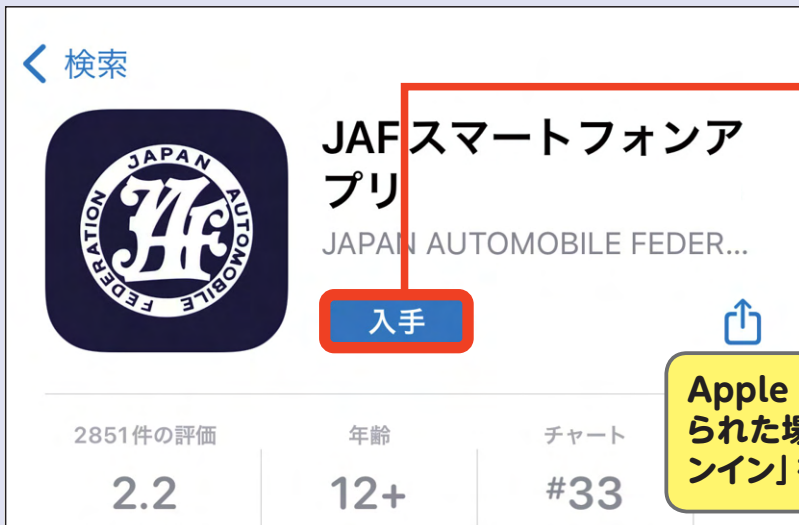 検索
JAPAN AUTOMOBILE FEDERATION
JAFスマートフォンア
プリ
JAPAN AUTOMOBILE FEDER...
入手
2851件の評価
年齢
チャート
2.2
12+
#33
Apple
られた場
ンイン」